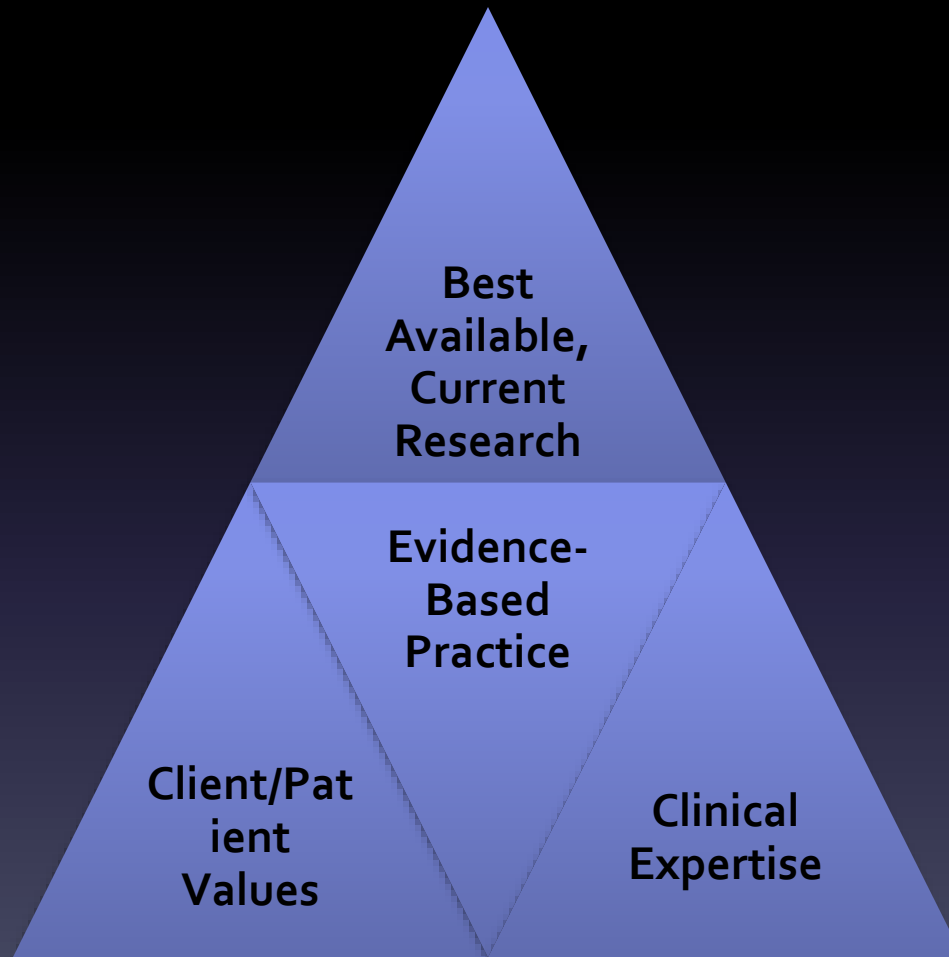 Best
Available,
Current
Research
Evidence-
Based
Practice
Client/Pat
ient
Values
Clinical
Expertise